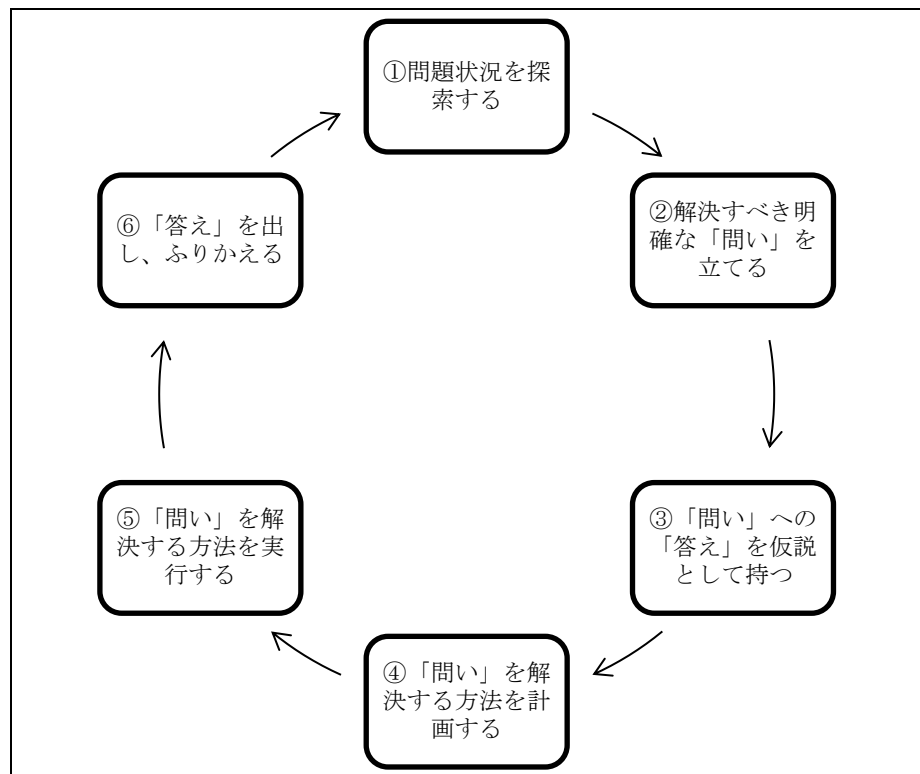 ①問題状況を探
索する
②解決すべき明
確な「問い」を
立てる
③「問い」への
「答え」を仮説
として持つ
④「問い」を解
決する方法を計
画する
⑤「問い」を解
決する方法を実
行する
⑥「答え」を出
し、ふりかえる